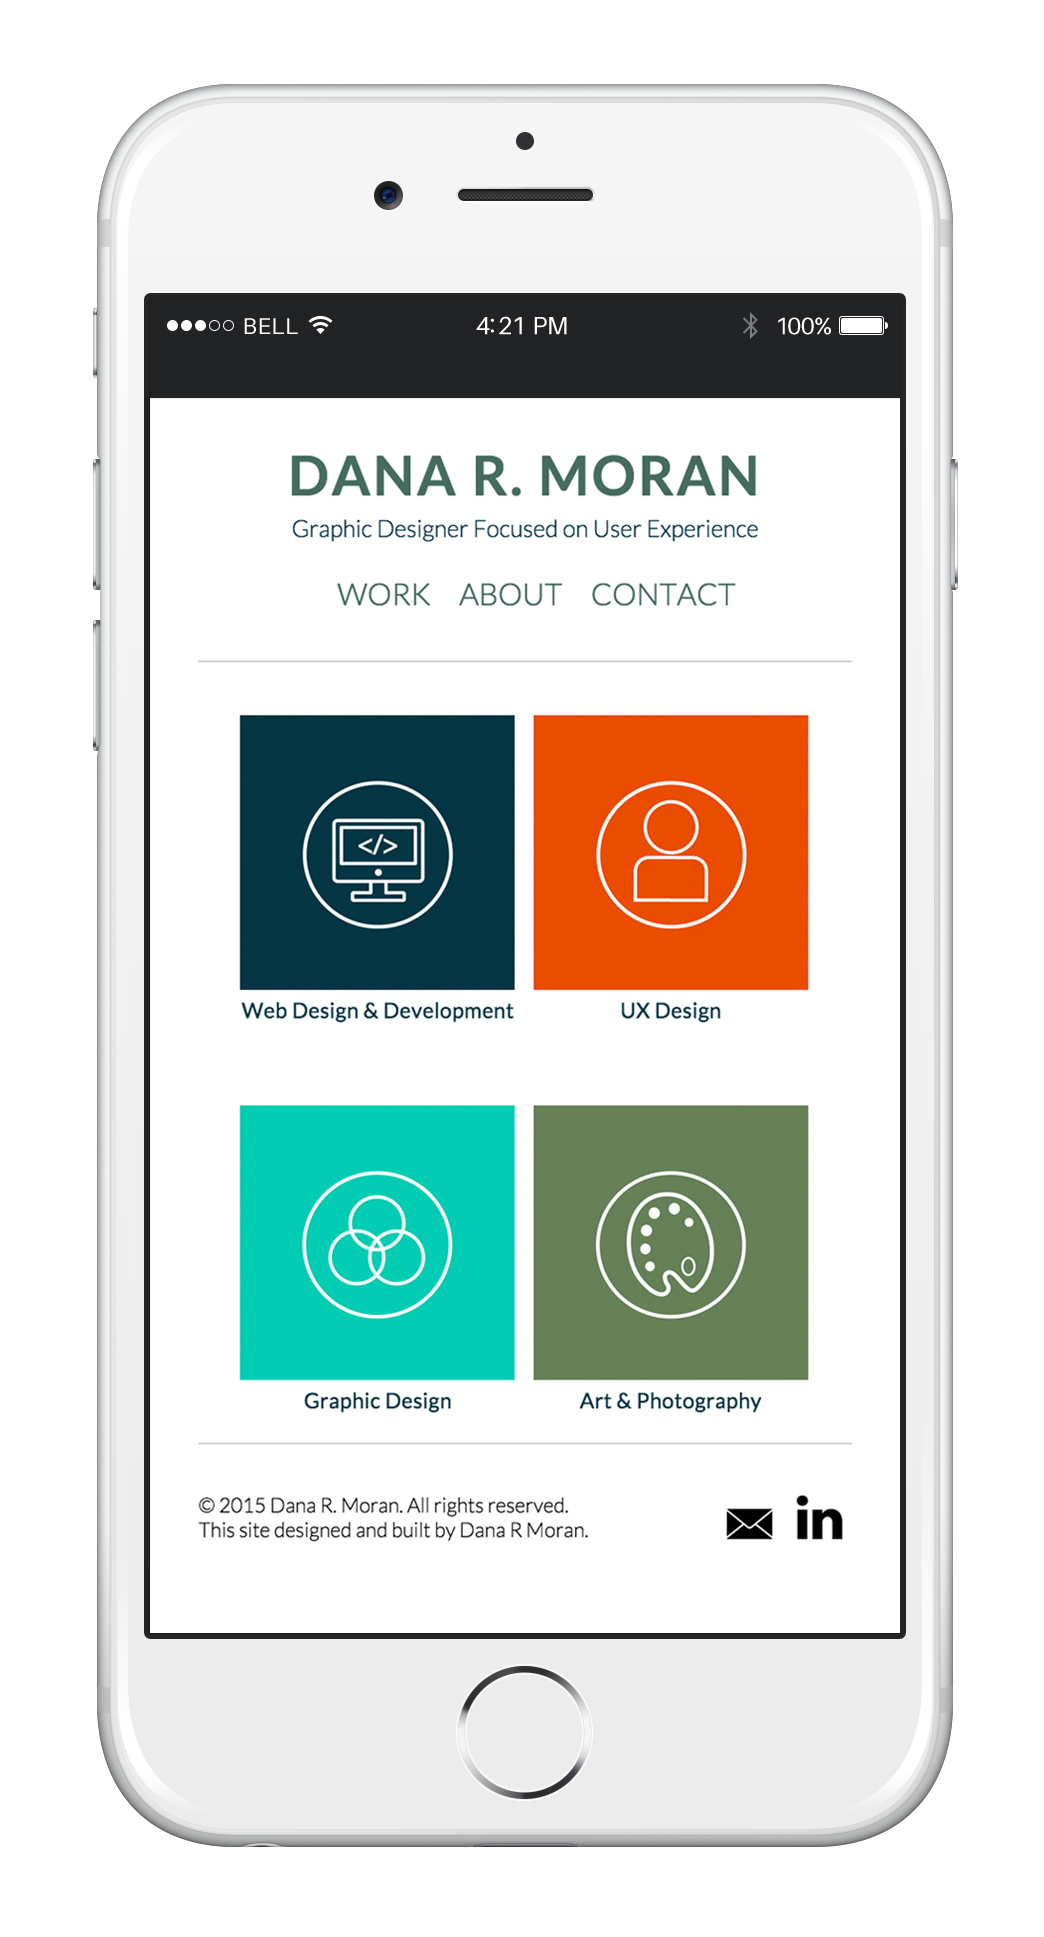 BELL 4:21 PM 100%
DANA R. MORAN
Graphic Designer Focused on User Experience
WORK ABOUT CONTACT
</>
Web Design & Development UX Design
Graphic Design Art & Photography
© 2015 Dana R. Moran. All rights reserved.
This site designed and built by Dana R Moran.
in